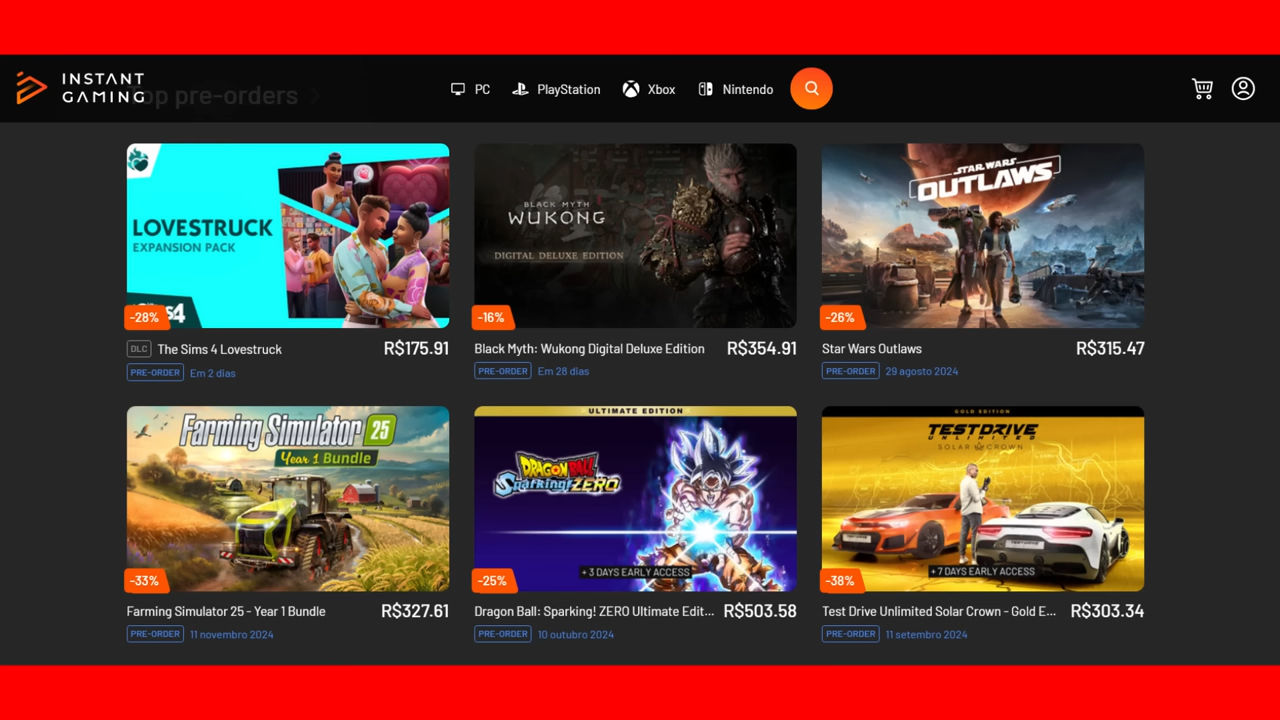 INSTANT
GAMING
Top pre-orders
PC
PlayStation
Xbox
Nintendo
LOVESTRUCK
EXPANSION PACK
-28%
S4
DLC The Sims 4 Lovestruck R$175.91
PRE-ORDER Em 2 dias
BLACK MYTH
WUKONG
DIGITAL DELUXE EDITION
-16%
Black Myth: Wukong Digital Deluxe Edition R$354.91
PRE-ORDER Em 28 dias
STAR WARS
OUTLAWS
-26%
Star Wars Outlaws R$315.47
PRE-ORDER 29 agosto 2024
Farming Simulator 25
Year 1 Bundle
-33%
Farming Simulator 25 - Year 1 Bundle R$327.61
PRE-ORDER 11 novembro 2024
ULTIMATE EDITION
DRAGON BALL
Sparking! ZERO
+ 3 DAYS EARLY ACCESS
-25%
Dragon Ball: Sparking! ZERO Ultimate Edit... R$503.58
PRE-ORDER 10 outubro 2024
GOLD EDITION
TEST DRIVE
UNLIMITED
SOLAR CROWN
+ 7 DAYS EARLY ACCESS
-38%
Test Drive Unlimited Solar Crown - Gold E... R$303.34
PRE-ORDER 11 setembro 2024